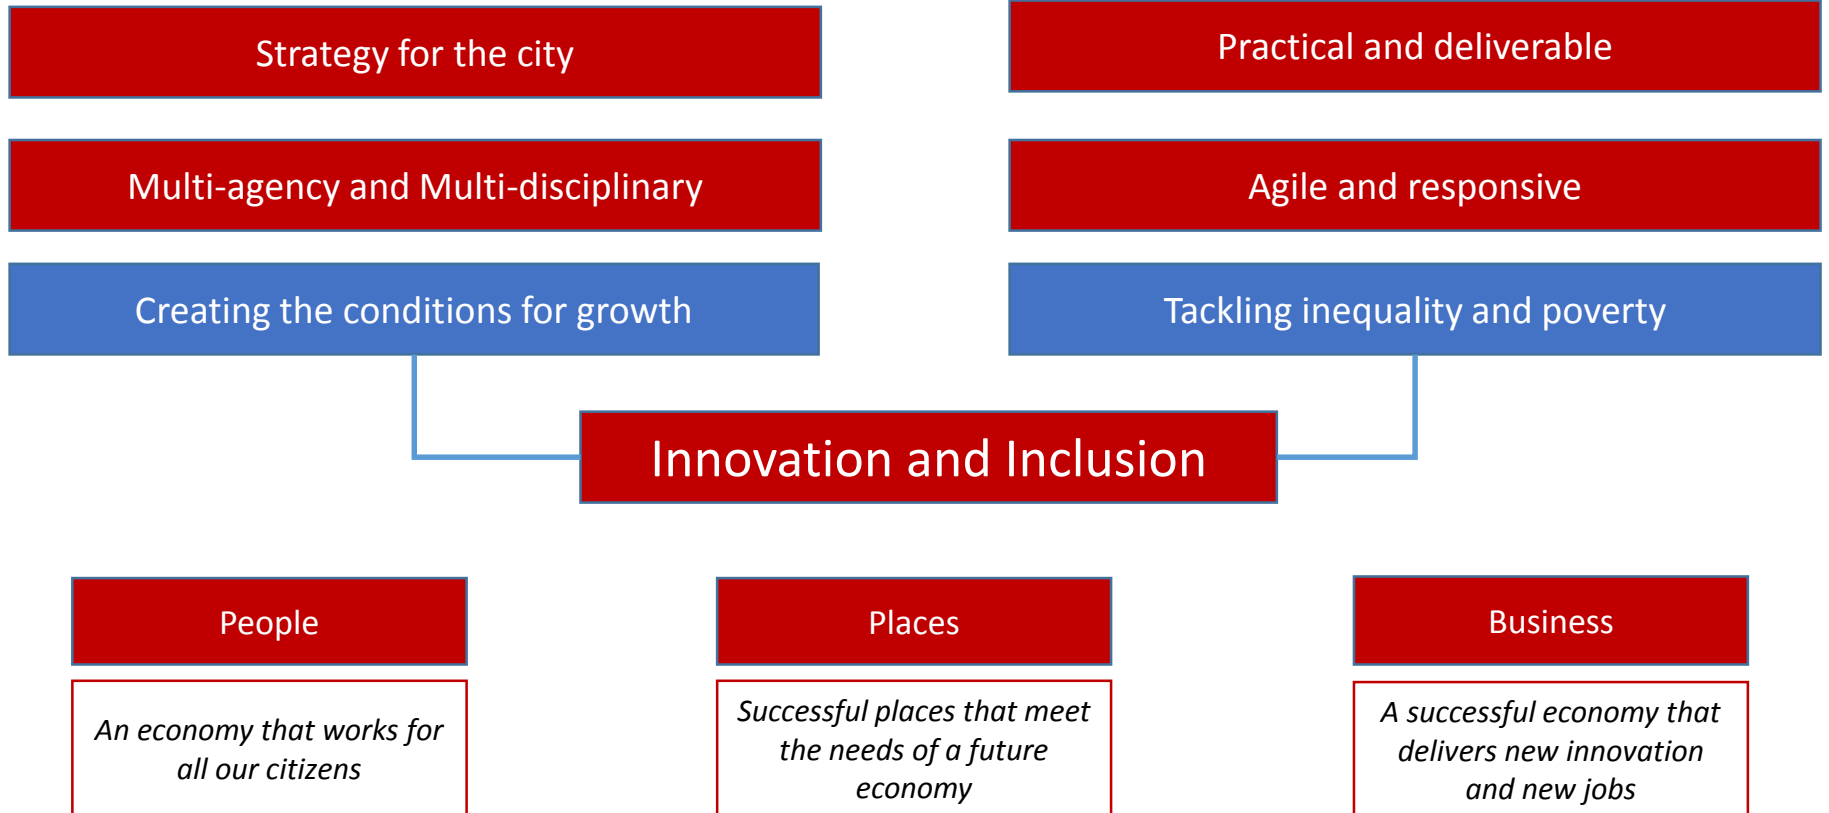 Strategy for the city
Practical and deliverable
Multi-agency and Multi-disciplinary
Agile and responsive
Creating the conditions for growth
Tackling inequality and poverty
Innovation and Inclusion
People
Places
Business
An economy that works for
all our citizens
Successful places that meet
the needs of a future
economy
A successful economy that
delivers new innovation
and new jobs